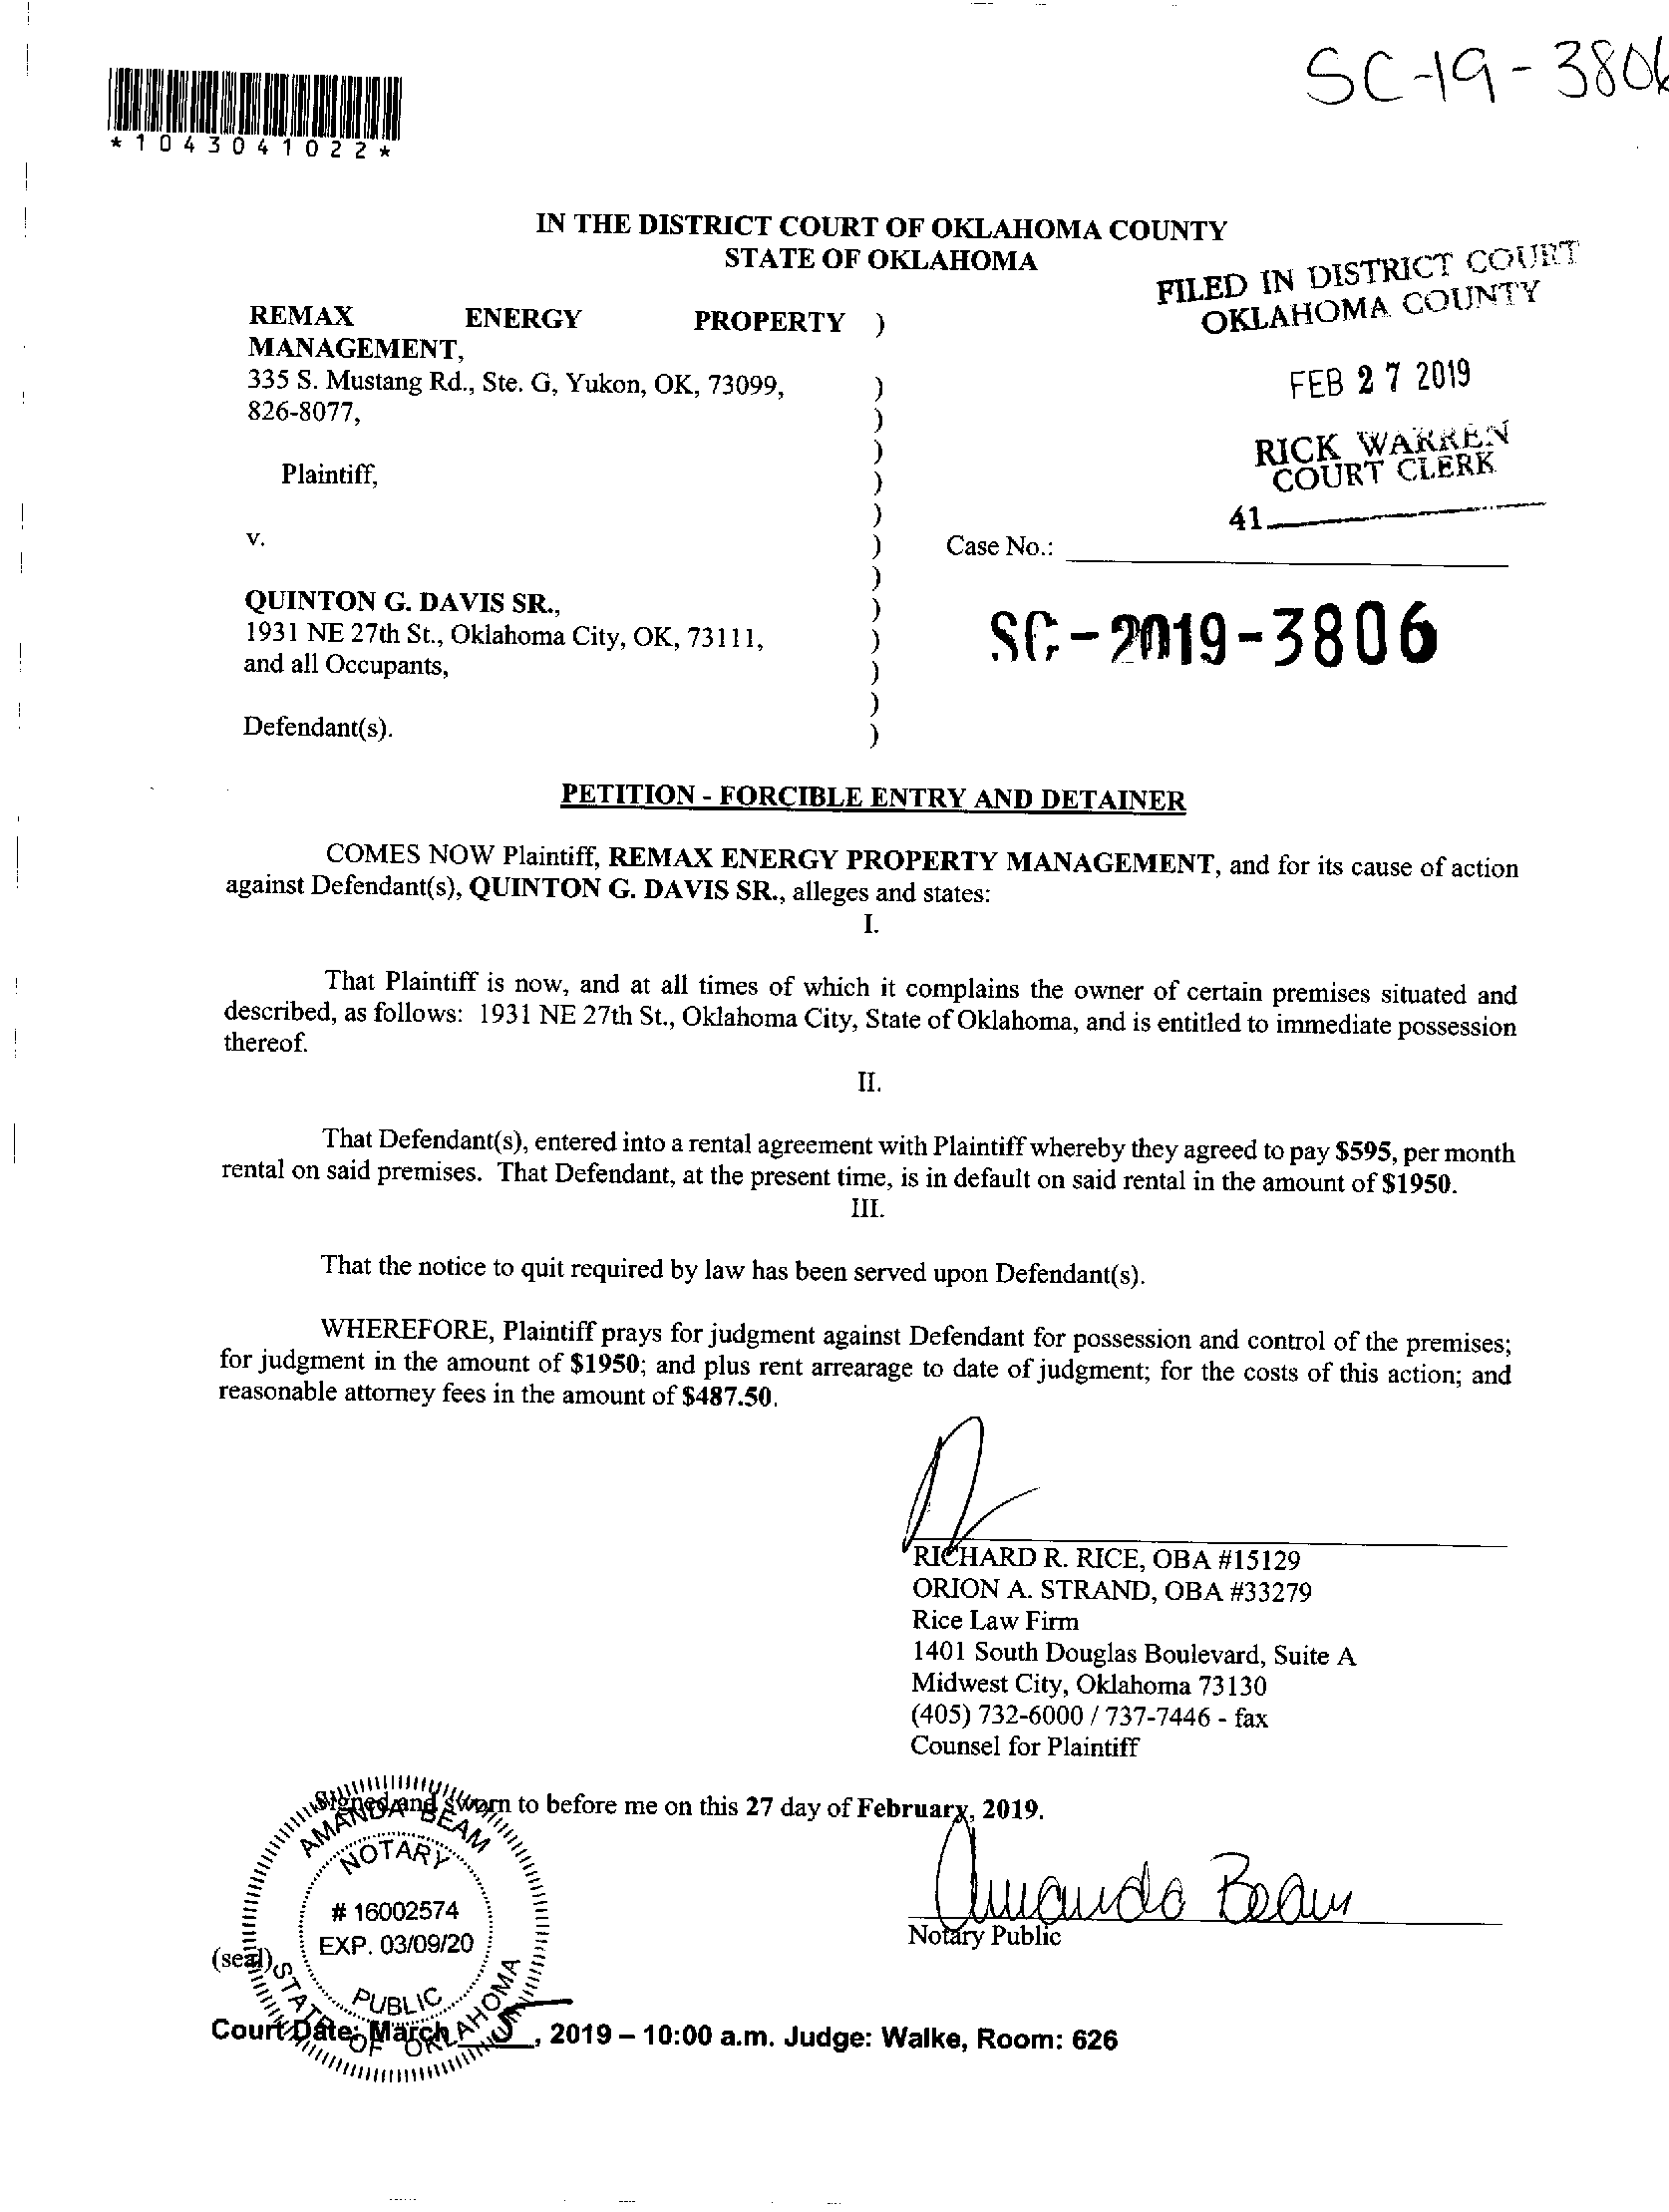 SC-19-3806
*1043041022*
IN THE DISTRICT COURT OF OKLAHOMA COUNTY
STATE OF OKLAHOMA
FILED IN DISTRICT COURT
OKLAHOMA COUNTY
FEB 27 2019
RICK WARREN
COURT CLERK
41
REMAX ENERGY PROPERTY )
MANAGEMENT,
335 S. Mustang Rd., Ste. G, Yukon, OK, 73099, )
826-8077, )
)
Plaintiff, )
)
v. ) Case No.:
)
QUINTON G. DAVIS SR., )
1931 NE 27th St., Oklahoma City, OK, 73111, ) SC-2019-3806
and all Occupants, )
)
Defendant(s). )
PETITION - FORCIBLE ENTRY AND DETAINER
COMES NOW Plaintiff, REMAX ENERGY PROPERTY MANAGEMENT, and for its cause of action
against Defendant(s), QUINTON G. DAVIS SR., alleges and states:
I.
That Plaintiff is now, and at all times of which it complains the owner of certain premises situated and
described, as follows: 1931 NE 27th St., Oklahoma City, State of Oklahoma, and is entitled to immediate possession
thereof.
II.
That Defendant(s), entered into a rental agreement with Plaintiff whereby they agreed to pay $595, per month
rental on said premises. That Defendant, at the present time, is in default on said rental in the amount of $1950.
III.
That the notice to quit required by law has been served upon Defendant(s).
WHEREFORE, Plaintiff prays for judgment against Defendant for possession and control of the premises;
for judgment in the amount of $1950; and plus rent arrearage to date of judgment; for the costs of this action; and
reasonable attorney fees in the amount of $487.50.
RICHARD R. RICE, OBA #15129
ORION A. STRAND, OBA #33279
Rice Law Firm
1401 South Douglas Boulevard, Suite A
Midwest City, Oklahoma 73130
(405) 732-6000 / 737-7446 - fax
Counsel for Plaintiff
Signed and sworn to before me on this 27 day of February, 2019.
AMANDA BEAM
NOTARY
# 16002574
EXP. 03/09/20
PUBLIC
STATE OF OKLAHOMA
Amanda Beam
Notary Public
(seal)
Court Date: March 5, 2019 – 10:00 a.m. Judge: Walke, Room: 626